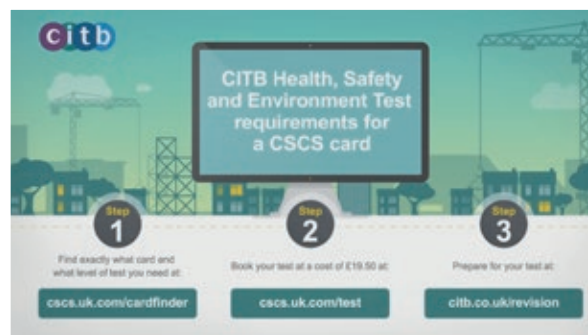 citb
CITB Health, Safety
and Environment Test
requirements for
a CSCS card
Step
1
Find exactly what card and
what level of test you need at:
cscs.uk.com/cardfinder
Step
2
Book your test at a cost of £19.50 at:
cscs.uk.com/test
Step
3
Prepare for your test at:
citb.co.uk/revision